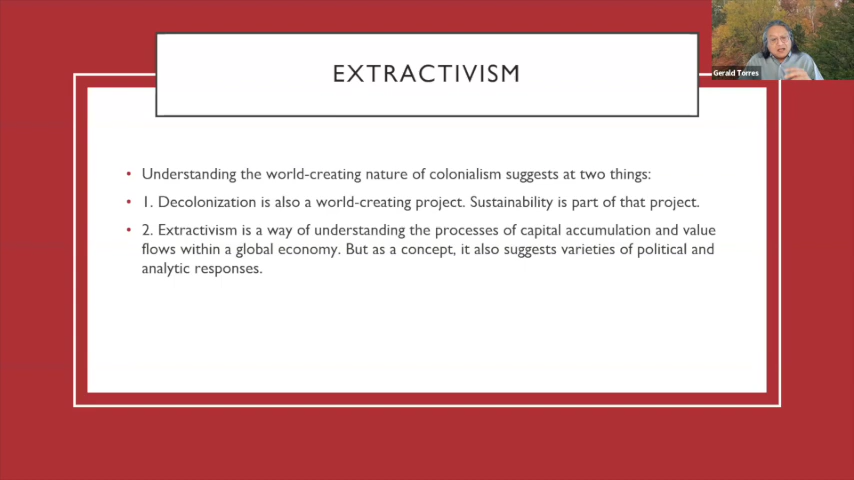 EXTRACTIVISM
Gerald Torres
• Understanding the world-creating nature of colonialism suggests at two things:
• 1. Decolonization is also a world-creating project. Sustainability is part of that project.
• 2. Extractivism is a way of understanding the processes of capital accumulation and value
flows within a global economy. But as a concept, it also suggests varieties of political and
analytic responses.